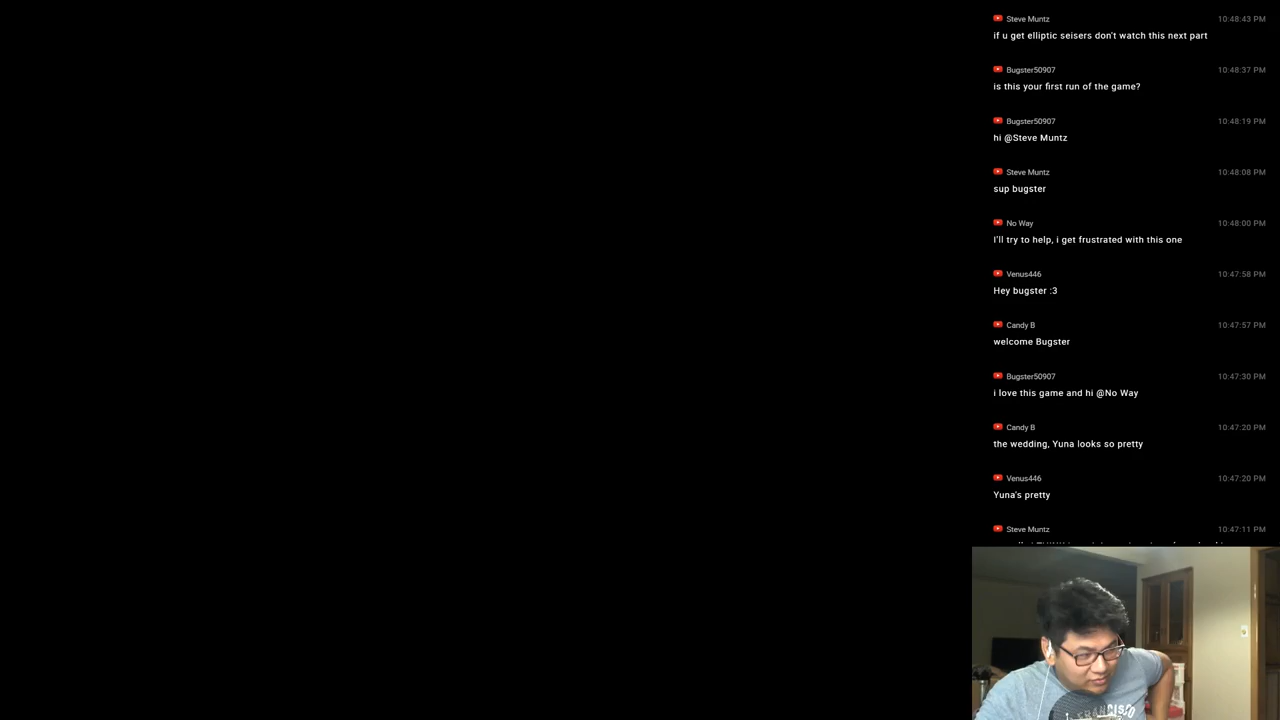 Steve Muntz 10:48:43 PM
if u get elliptic seisers don't watch this next part
Bugster50907 10:48:37 PM
is this your first run of the game?
Bugster50907 10:48:19 PM
hi @Steve Muntz
Steve Muntz 10:48:08 PM
sup bugster
No Way 10:48:00 PM
I'll try to help, i get frustrated with this one
Venus446 10:47:58 PM
Hey bugster :3
Candy B 10:47:57 PM
welcome Bugster
Bugster50907 10:47:30 PM
i love this game and hi @No Way
Candy B 10:47:20 PM
the wedding, Yuna looks so pretty
Venus446 10:47:20 PM
Yuna's pretty
Steve Muntz 10:47:11 PM